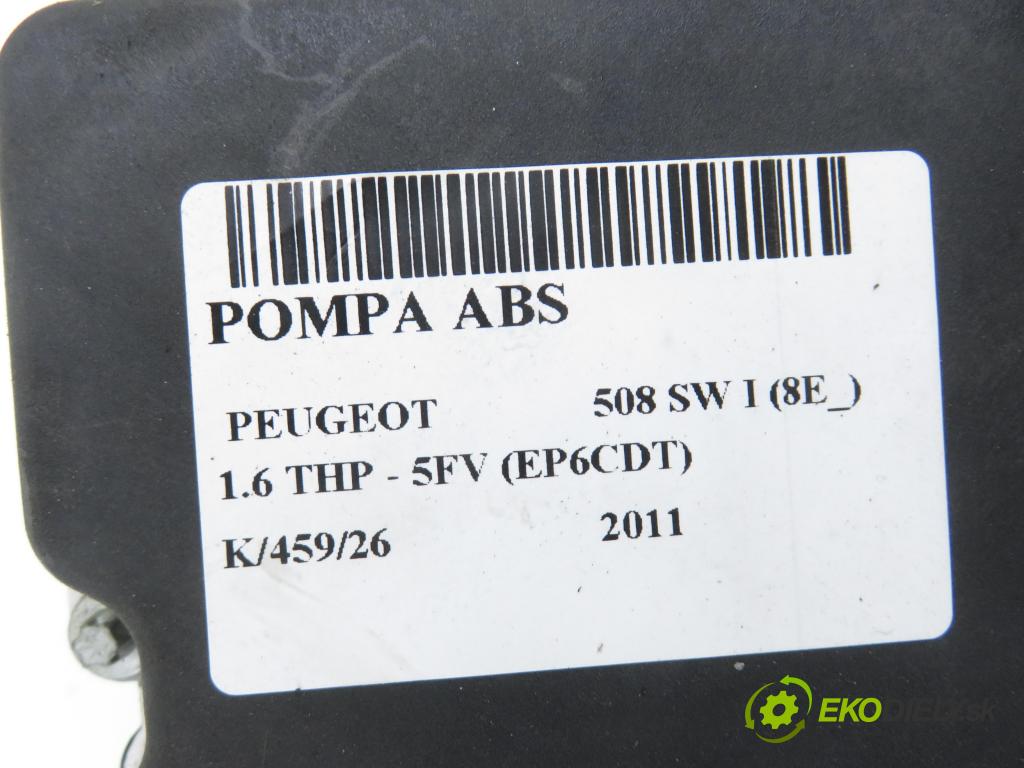 POMPA ABS
PEUGEOT 508 SW I (8E_)
1.6 THP - 5FV (EP6CDT)
K/459/26 2011
EKODIELY.SK